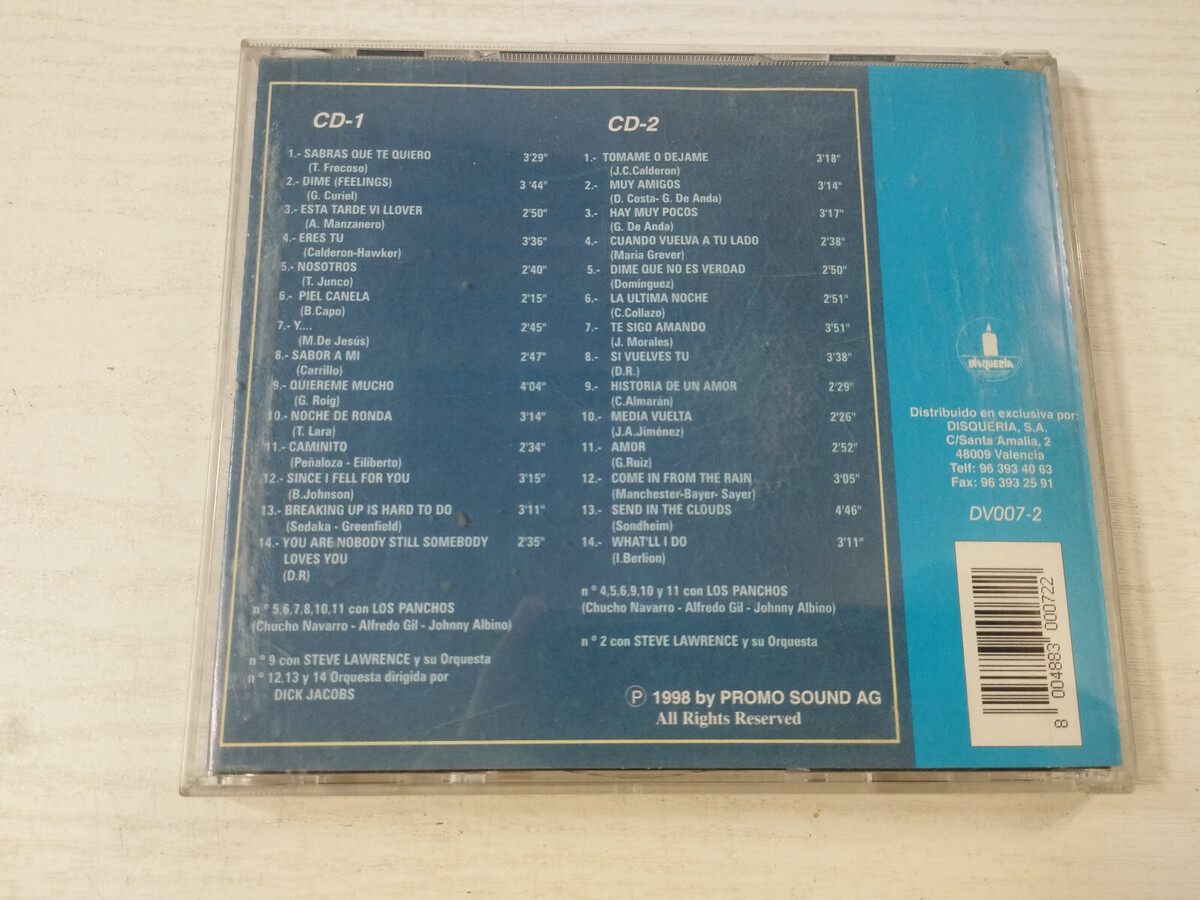 CD-1
1.- SABRAS QUE TE QUIERO 3'29"
(T. Frecoso)
2.- DIME (FEELINGS) 3 '44"
(G. Curiel)
3.- ESTA TARDE VI LLOVER 2'50"
(A. Manzanero)
4.- ERES TU 3'36"
(Calderon-Hawker)
5.- NOSOTROS 2'40"
(T. Junco)
6.- PIEL CANELA 2'15"
(B.Capo)
7.- Y.... 2'45"
(M.De Jesús)
8.- SABOR A MI 2'47"
(Carrillo)
9.- QUIEREME MUCHO 4'04"
(G. Roig)
10.- NOCHE DE RONDA 3'14"
(T. Lara)
11.- CAMINITO 2'34"
(Peñaloza - Eiliberto)
12.- SINCE I FELL FOR YOU 3'15"
(B.Johnson)
13.- BREAKING UP IS HARD TO DO 3'11"
(Sedaka - Greenfield)
14.- YOU ARE NOBODY STILL SOMEBODY 2'35"
LOVES YOU
(D.R)
n° 5,6,7,8,10,11 con LOS PANCHOS
(Chucho Navarro - Alfredo Gil - Johnny Albino)
n° 9 con STEVE LAWRENCE y su Orquesta
n° 12,13 y 14 Orquesta dirigida por
DICK JACOBS
CD-2
1.- TOMAME O DEJAME 3'18"
(J.C.Calderon)
2.- MUY AMIGOS 3'14"
(D. Costa- G. De Anda)
3.- HAY MUY POCOS 3'17"
(G. De Anda)
4.- CUANDO VUELVA A TU LADO 2'38"
(Maria Grever)
5.- DIME QUE NO ES VERDAD 2'50"
(Dominguez)
6.- LA ULTIMA NOCHE 2'51"
(C.Collazo)
7.- TE SIGO AMANDO 3'51"
(J. Morales)
8.- SI VUELVES TU 3'38"
(D.R.)
9.- HISTORIA DE UN AMOR 2'29"
(C.Almarán)
10.- MEDIA VUELTA 2'26"
(J.A.Jiménez)
11.- AMOR 2'52"
(G.Ruiz)
12.- COME IN FROM THE RAIN 3'05"
(Manchester-Bayer- Sayer)
13.- SEND IN THE CLOUDS 4'46"
(Sondheim)
14.- WHAT'LL I DO 3'11"
(I.Berlion)
n° 4,5,6,9,10 y 11 con LOS PANCHOS
(Chucho Navarro - Alfredo Gil - Johnny Albino)
n° 2 con STEVE LAWRENCE y su Orquesta
Ⓟ 1998 by PROMO SOUND AG
All Rights Reserved
DISQUERIA
Distribuido en exclusiva por:
DISQUERIA, S.A.
C/Santa Amalia, 2
48009 Valencia
Telf: 96 393 40 63
Fax: 96 393 25 91
DV007-2
8 004883 000722